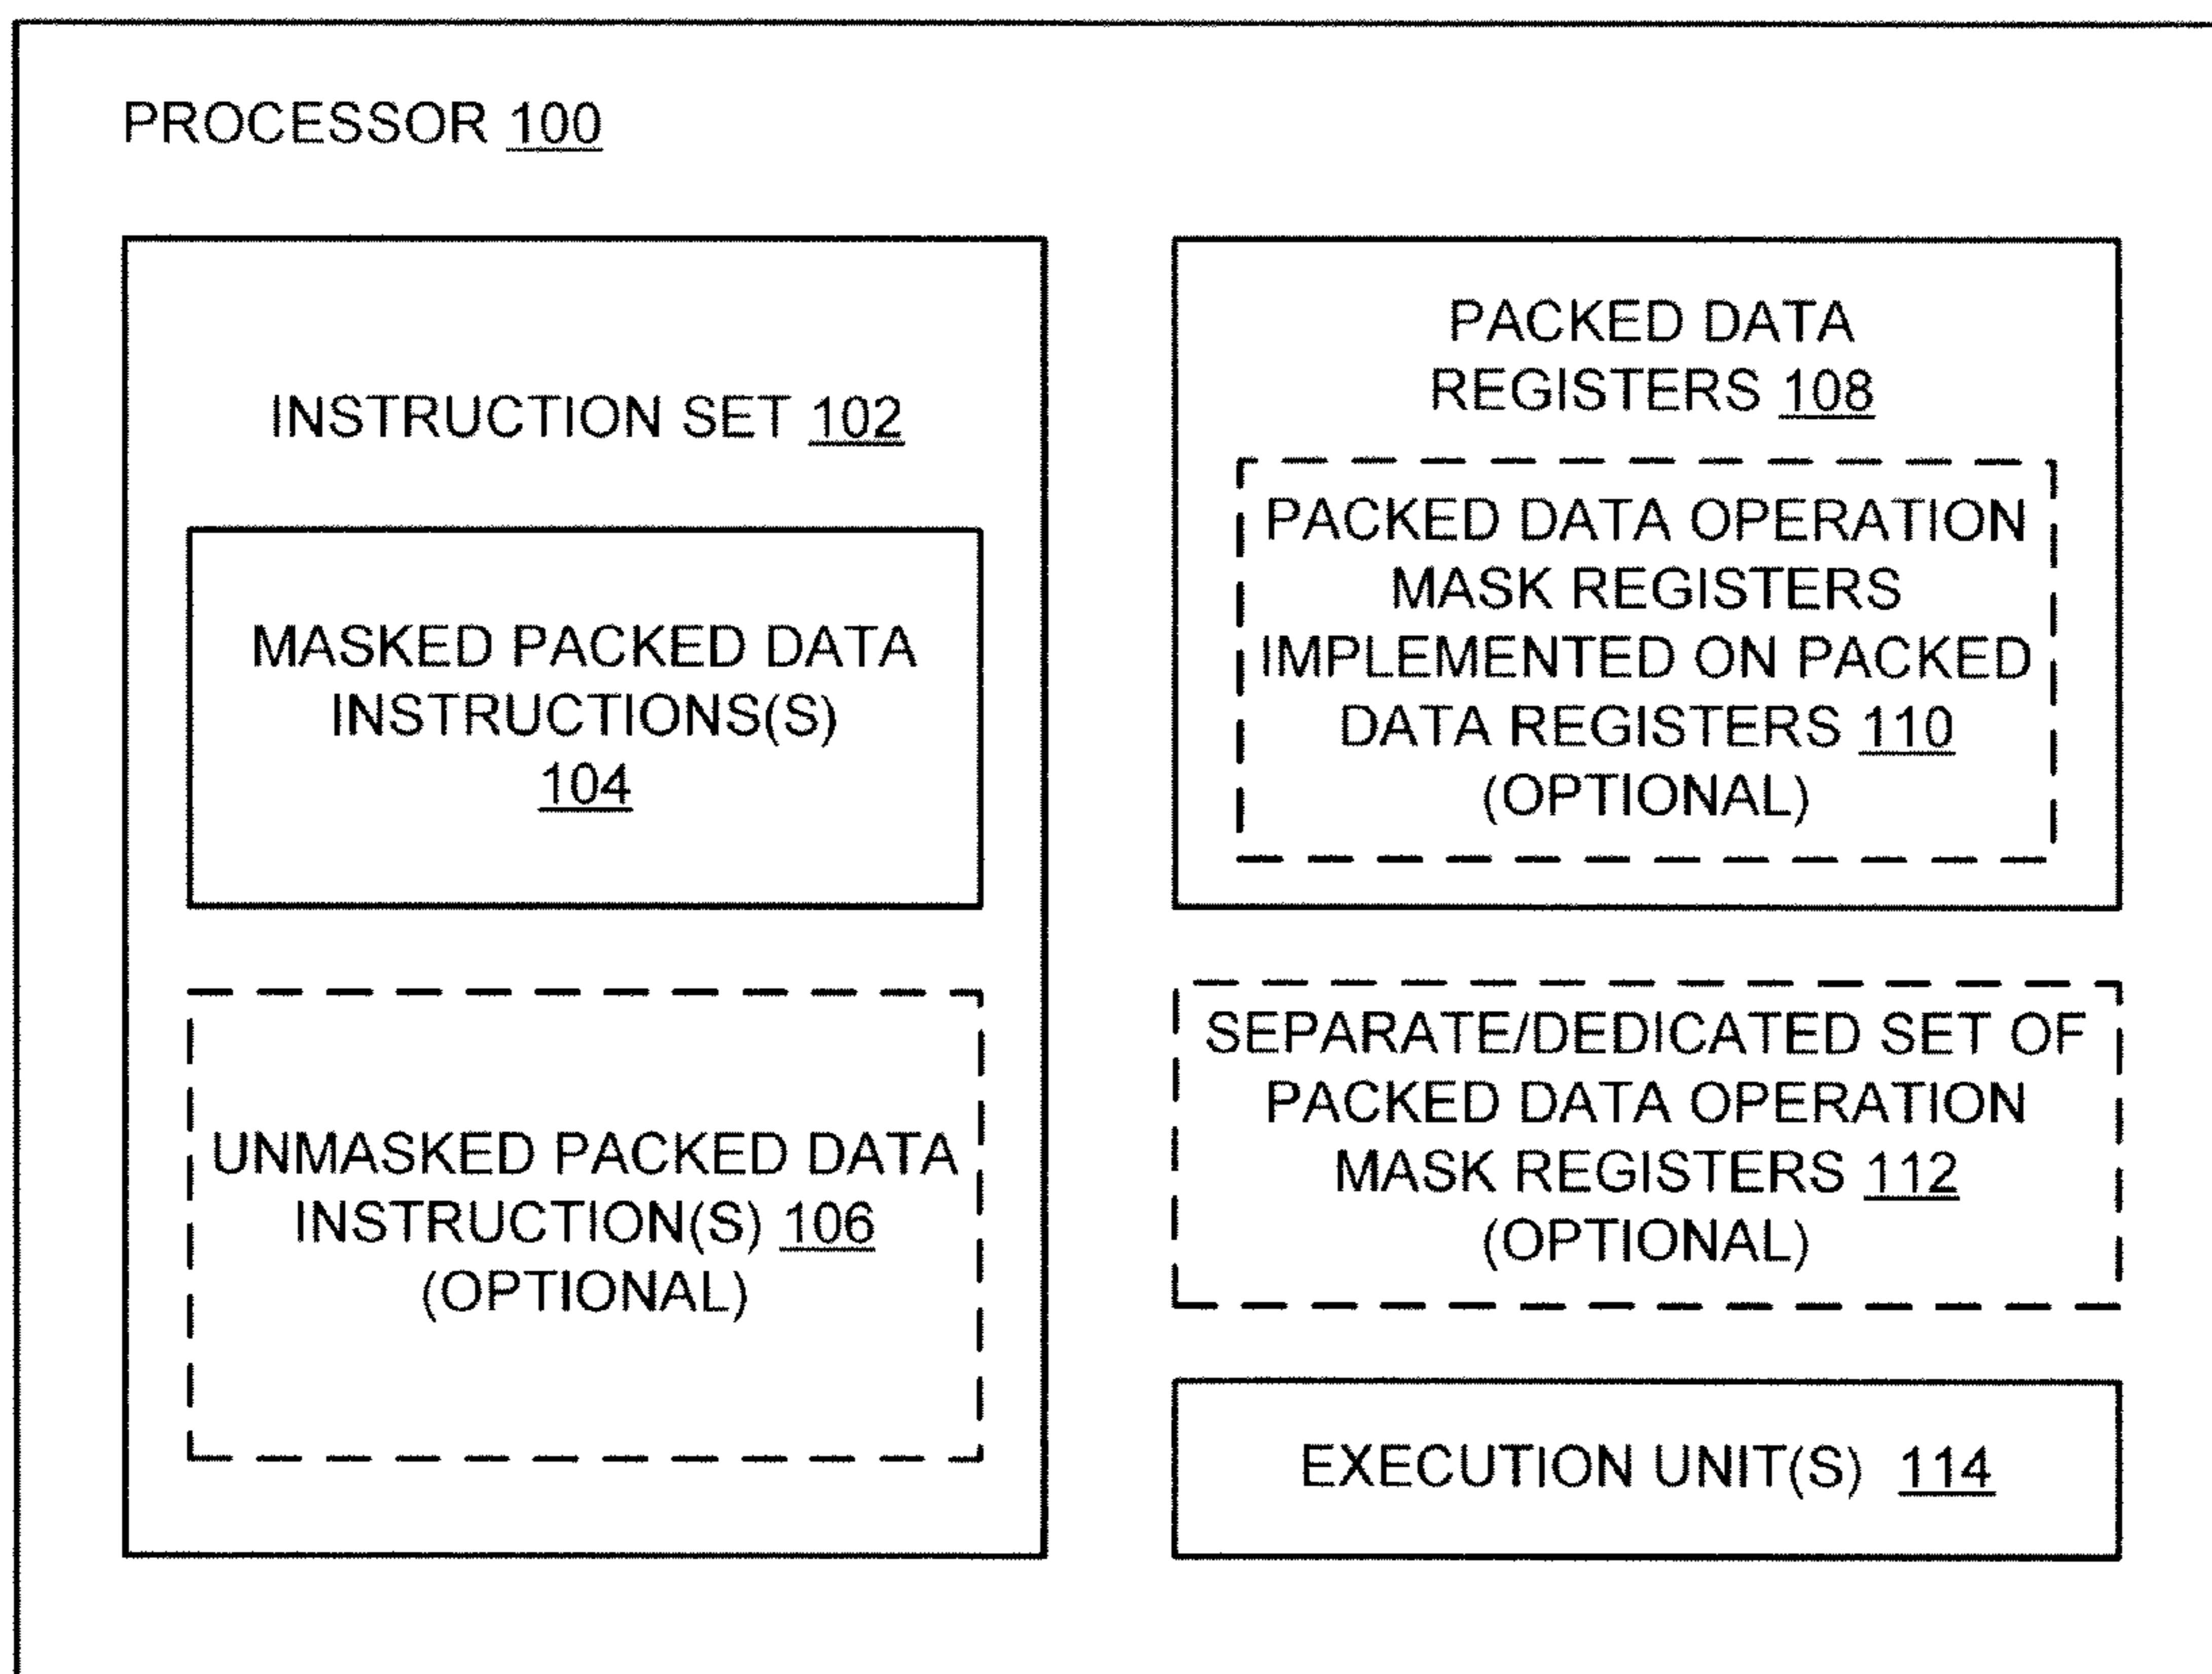 PROCESSOR 100
INSTRUCTION SET 102
MASKED PACKED DATA
INSTRUCTIONS(S)
104
UNMASKED PACKED DATA
INSTRUCTION(S) 106
(OPTIONAL)
PACKED DATA
REGISTERS 108
PACKED DATA OPERATION
MASK REGISTERS
IMPLEMENTED ON PACKED
DATA REGISTERS 110
(OPTIONAL)
SEPARATE/DEDICATED SET OF
PACKED DATA OPERATION
MASK REGISTERS 112
(OPTIONAL)
EXECUTION UNIT(S) 114